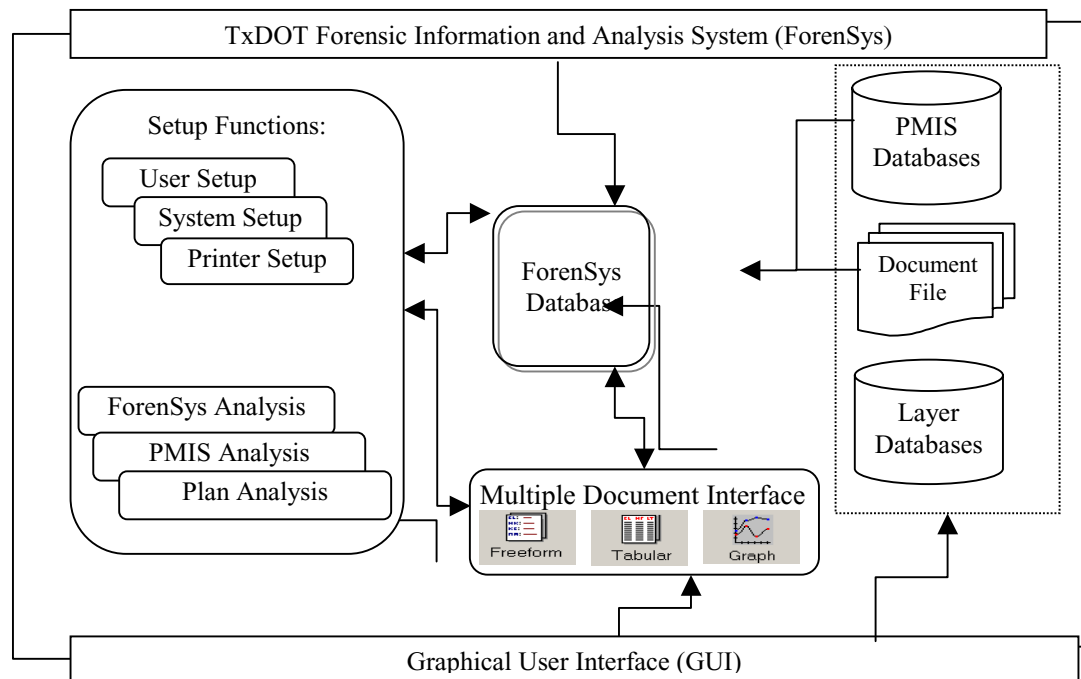 TxDOT Forensic Information and Analysis System (ForenSys)
Setup Functions:
User Setup
System Setup
Printer Setup
ForenSys Analysis
PMIS Analysis
Plan Analysis
ForenSys
Database
PMIS
Databases
Document
File
Layer
Databases
Multiple Document Interface
Freeform
Tabular
Graph
Graphical User Interface (GUI)